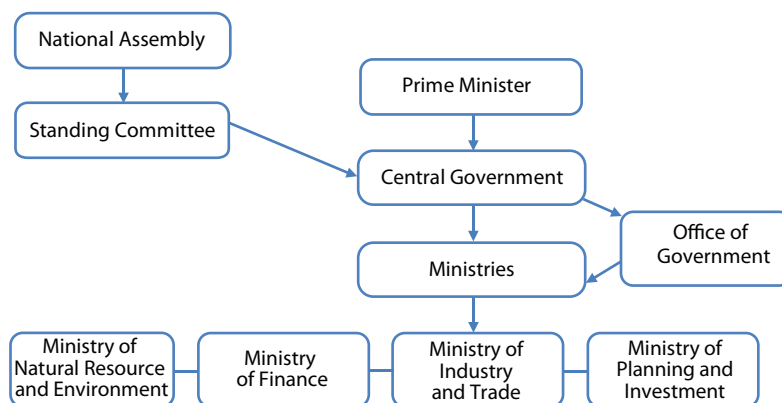 National Assembly
Prime Minister
Standing Committee
Central Government
Office of
Government
Ministries
Ministry of
Natural Resource
and Environment
Ministry
of Finance
Ministry of
Industry
and Trade
Ministry of
Planning and
Investment